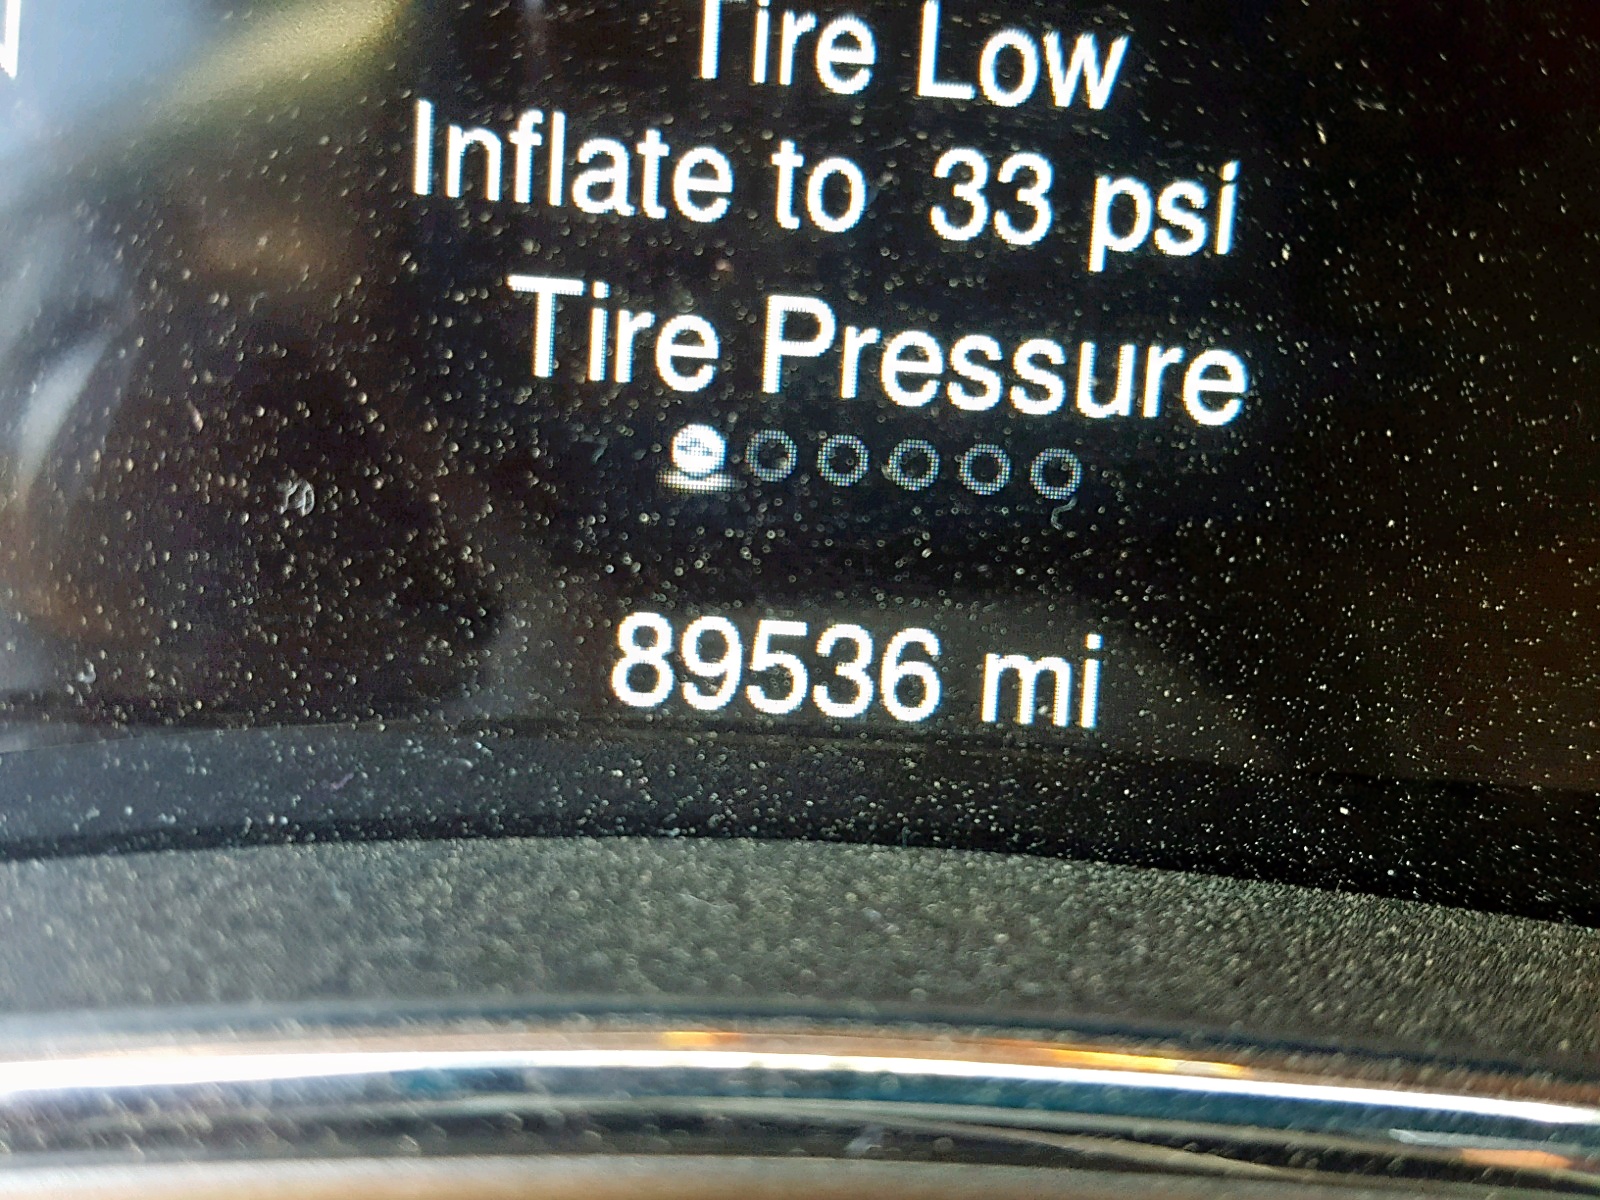 Tire Low
Inflate to 33 psi
Tire Pressure
89536 mi